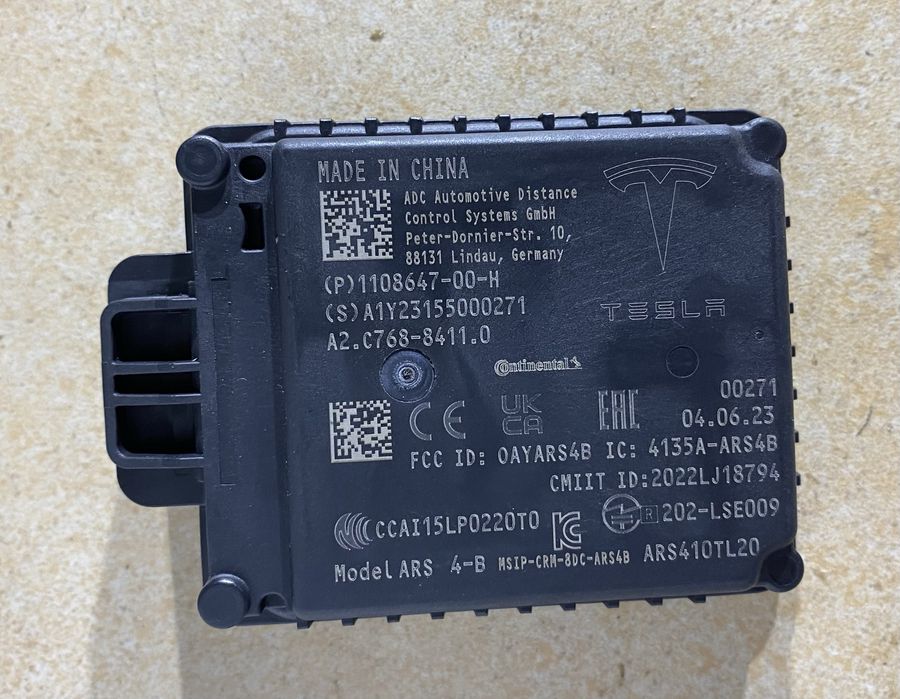 MADE IN CHINA
ADC Automotive Distance
Control Systems GmbH
Peter-Dornier-Str. 10,
88131 Lindau, Germany
(P)1108647-00-H
(S)A1Y23155000271
A2.C768-8411.0
TESLA
Continental
00271
CE UK CA EAC 04.06.23
FCC ID: OAYARS4B IC: 4135A-ARS4B
CMIIT ID:2022LJ18794
R 202-LSE009
CCAI15LP0220T0
Model ARS 4-B MSIP-CRM-8DC-ARS4B ARS410TL20